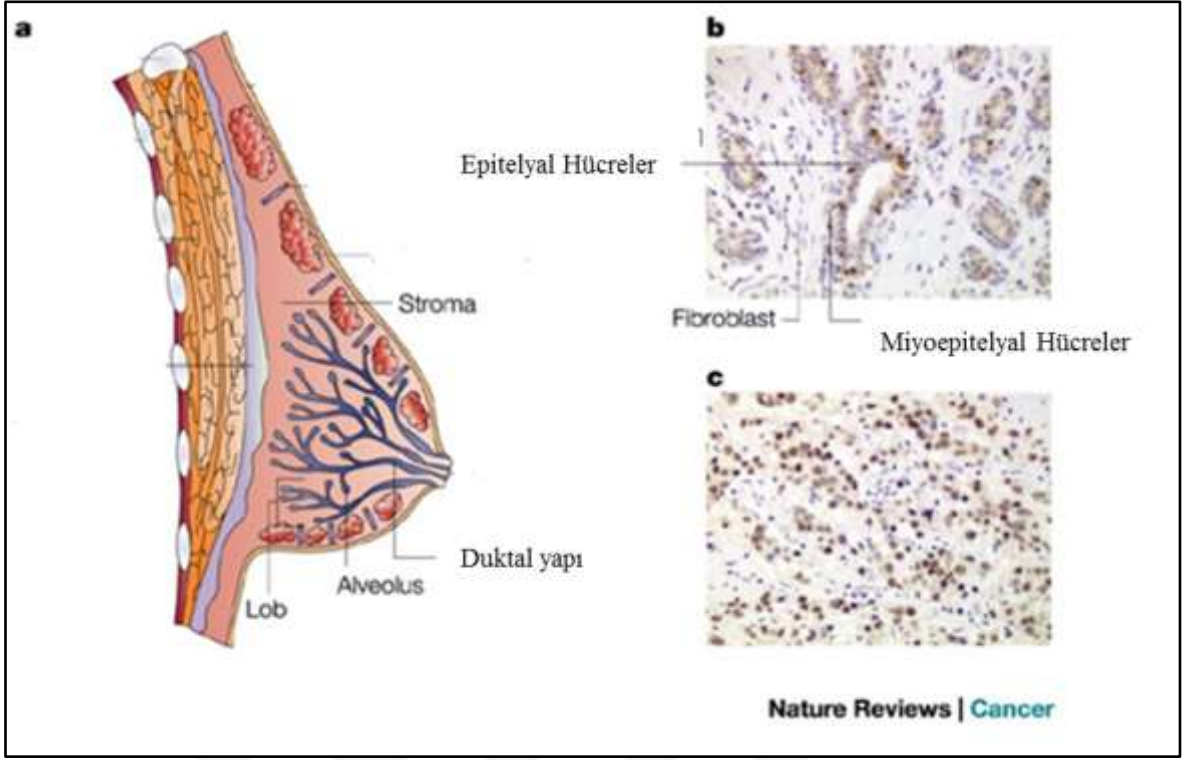 a
Stroma
Duktal yapı
Alveolus
Lob
b
Epitelyal Hücreler
Fibroblast
Miyoepitelyal Hücreler
c
Nature Reviews | Cancer